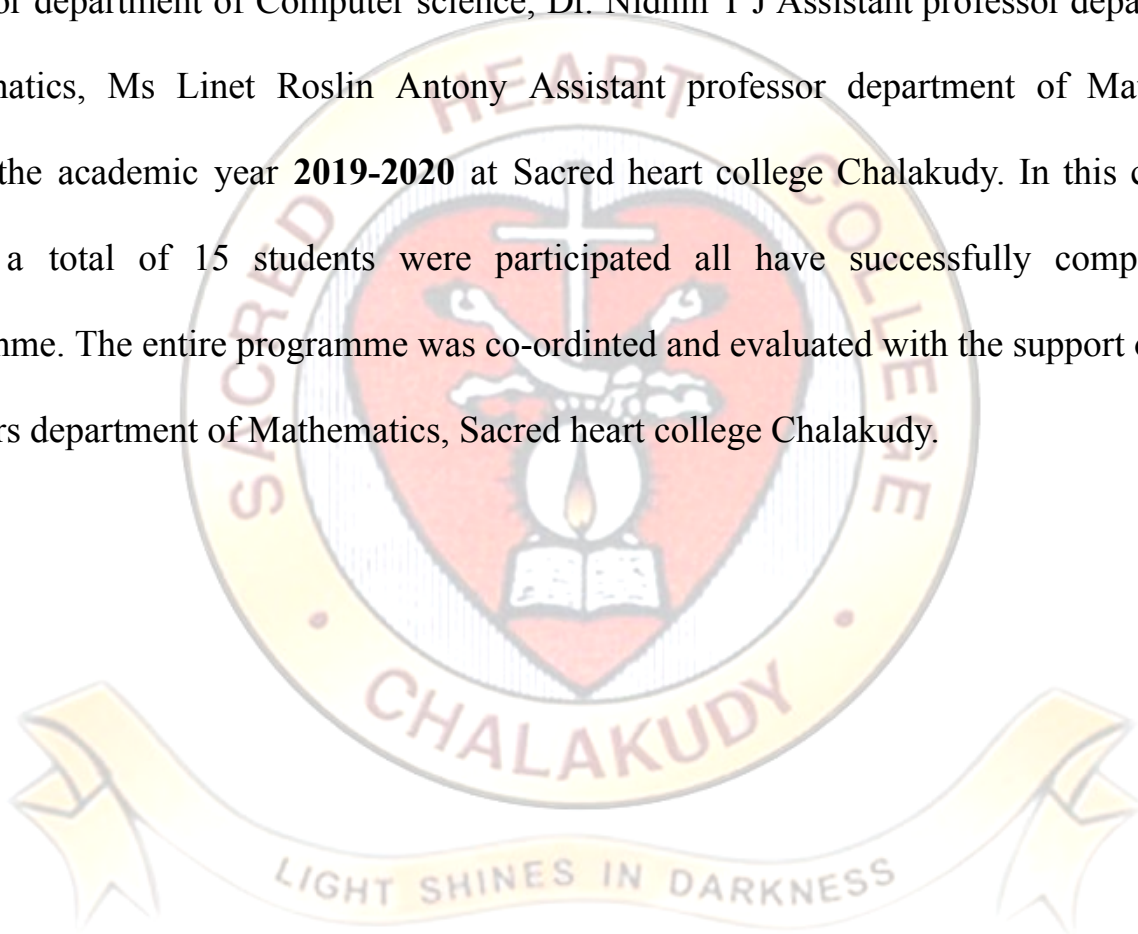 or department of Computer science, Dr. Nidhin T J Assistant professor depa
matics, Ms Linet Roslin Antony Assistant professor department of Ma
the academic year 2019-2020 at Sacred heart college Chalakudy. In this c
a total of 15 students were participated all have successfully comp
nme. The entire programme was co-ordinted and evaluated with the support o
rs department of Mathematics, Sacred heart college Chalakudy.
SACRED HEART COLLEGE
CHALAKUDY
LIGHT SHINES IN DARKNESS